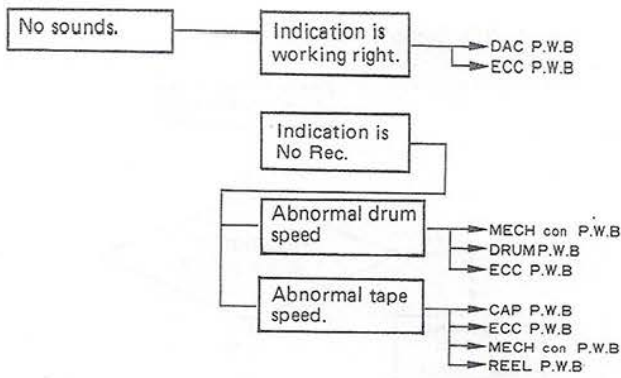 No sounds.
Indication is
working right.
DAC P.W.B
ECC P.W.B
Indication is
No Rec.
Abnormal drum
speed
MECH con P.W.B
DRUM P.W.B
ECC P.W.B
Abnormal tape
speed.
CAP P.W.B
ECC P.W.B
MECH con P.W.B
REEL P.W.B